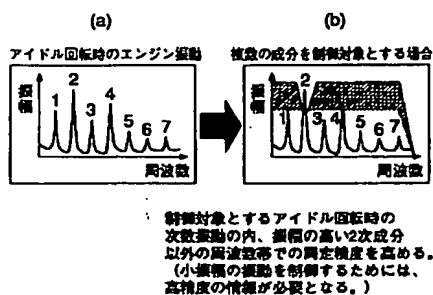 (a)
(b)
アイドル回転時のエンジン振動
複数の成分を制御対象とする場合
振幅
1
2
3
4
5
6
7
周波数
振幅
1
2
3
4
5
6
7
周波数
制御対象とするアイドル回転時の
次数振動の内、振幅の高い2次成分
以外の周波数帯での測定精度を高める。
(小振幅の振動を制御するためには、
高精度の情報が必要となる。)